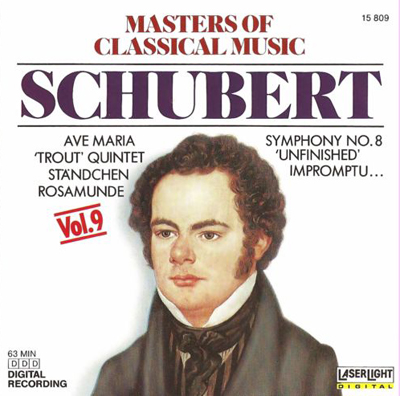 15 809
MASTERS OF
CLASSICAL MUSIC
SCHUBERT
AVE MARIA
'TROUT' QUINTET
STÄNDCHEN
ROSAMUNDE
SYMPHONY NO. 8
'UNFINISHED'
IMPROMPTU...
Vol.9
63 MIN
DDD
DIGITAL
RECORDING
LASERLIGHT
DIGITAL